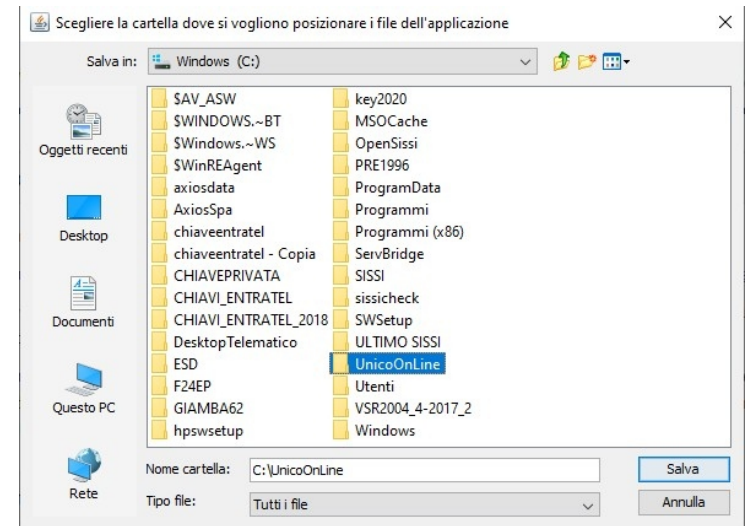 Scegliere la cartella dove si vogliono posizionare i file dell'applicazione
Salva in: Windows (C:)
Oggetti recenti
Desktop
Documenti
Questo PC
Rete
$AV_ASW
$WINDOWS.~BT
$Windows.~WS
$WinREAgent
axiosdata
AxiosSpa
chiaveentratel
chiaveentratel - Copia
CHIAVEPRIVATA
CHIAVI_ENTRATEL
CHIAVI_ENTRATEL_2018
DesktopTelematico
ESD
F24EP
GIAMBA62
hpswsetup
key2020
MSOCache
OpenSissi
PRE1996
ProgramData
Programmi
Programmi (x86)
ServBridge
SISSI
sissicheck
SWSetup
ULTIMO SISSI
UnicoOnLine
Utenti
VSR2004_4-2017_2
Windows
Nome cartella: C:\UnicoOnLine
Salva
Tipo file: Tutti i file
Annulla